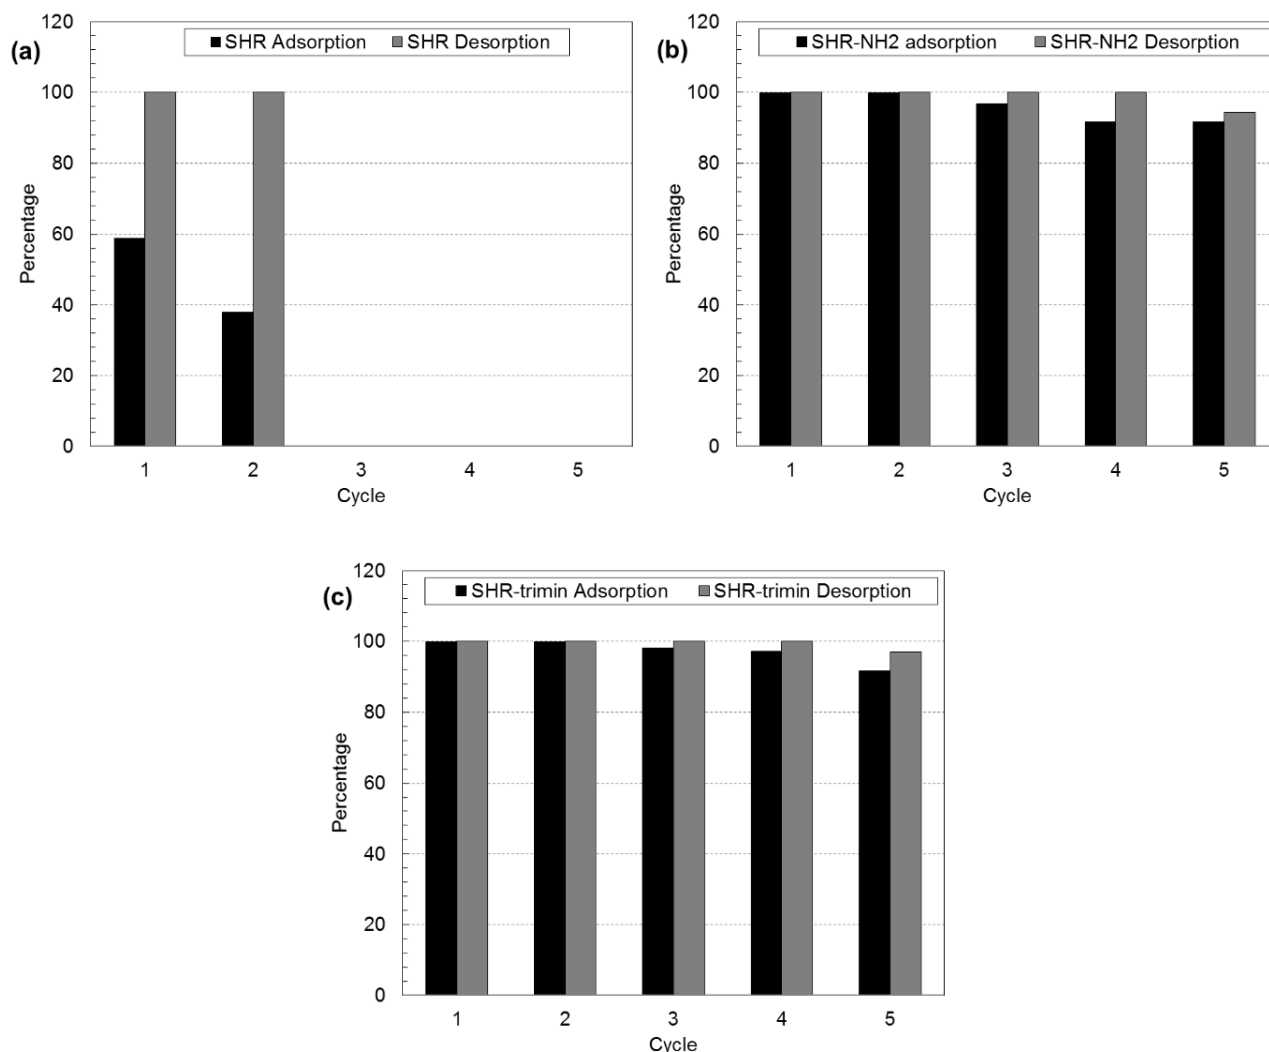 (a)
SHR Adsorption SHR Desorption
120
100
80
60
40
20
0
Percentage
1 2 3 4 5
Cycle
(b)
SHR-NH2 adsorption SHR-NH2 Desorption
120
100
80
60
40
20
0
Percentage
1 2 3 4 5
Cycle
(c)
SHR-trimin Adsorption SHR-trimin Desorption
120
100
80
60
40
20
0
Percentage
1 2 3 4 5
Cycle